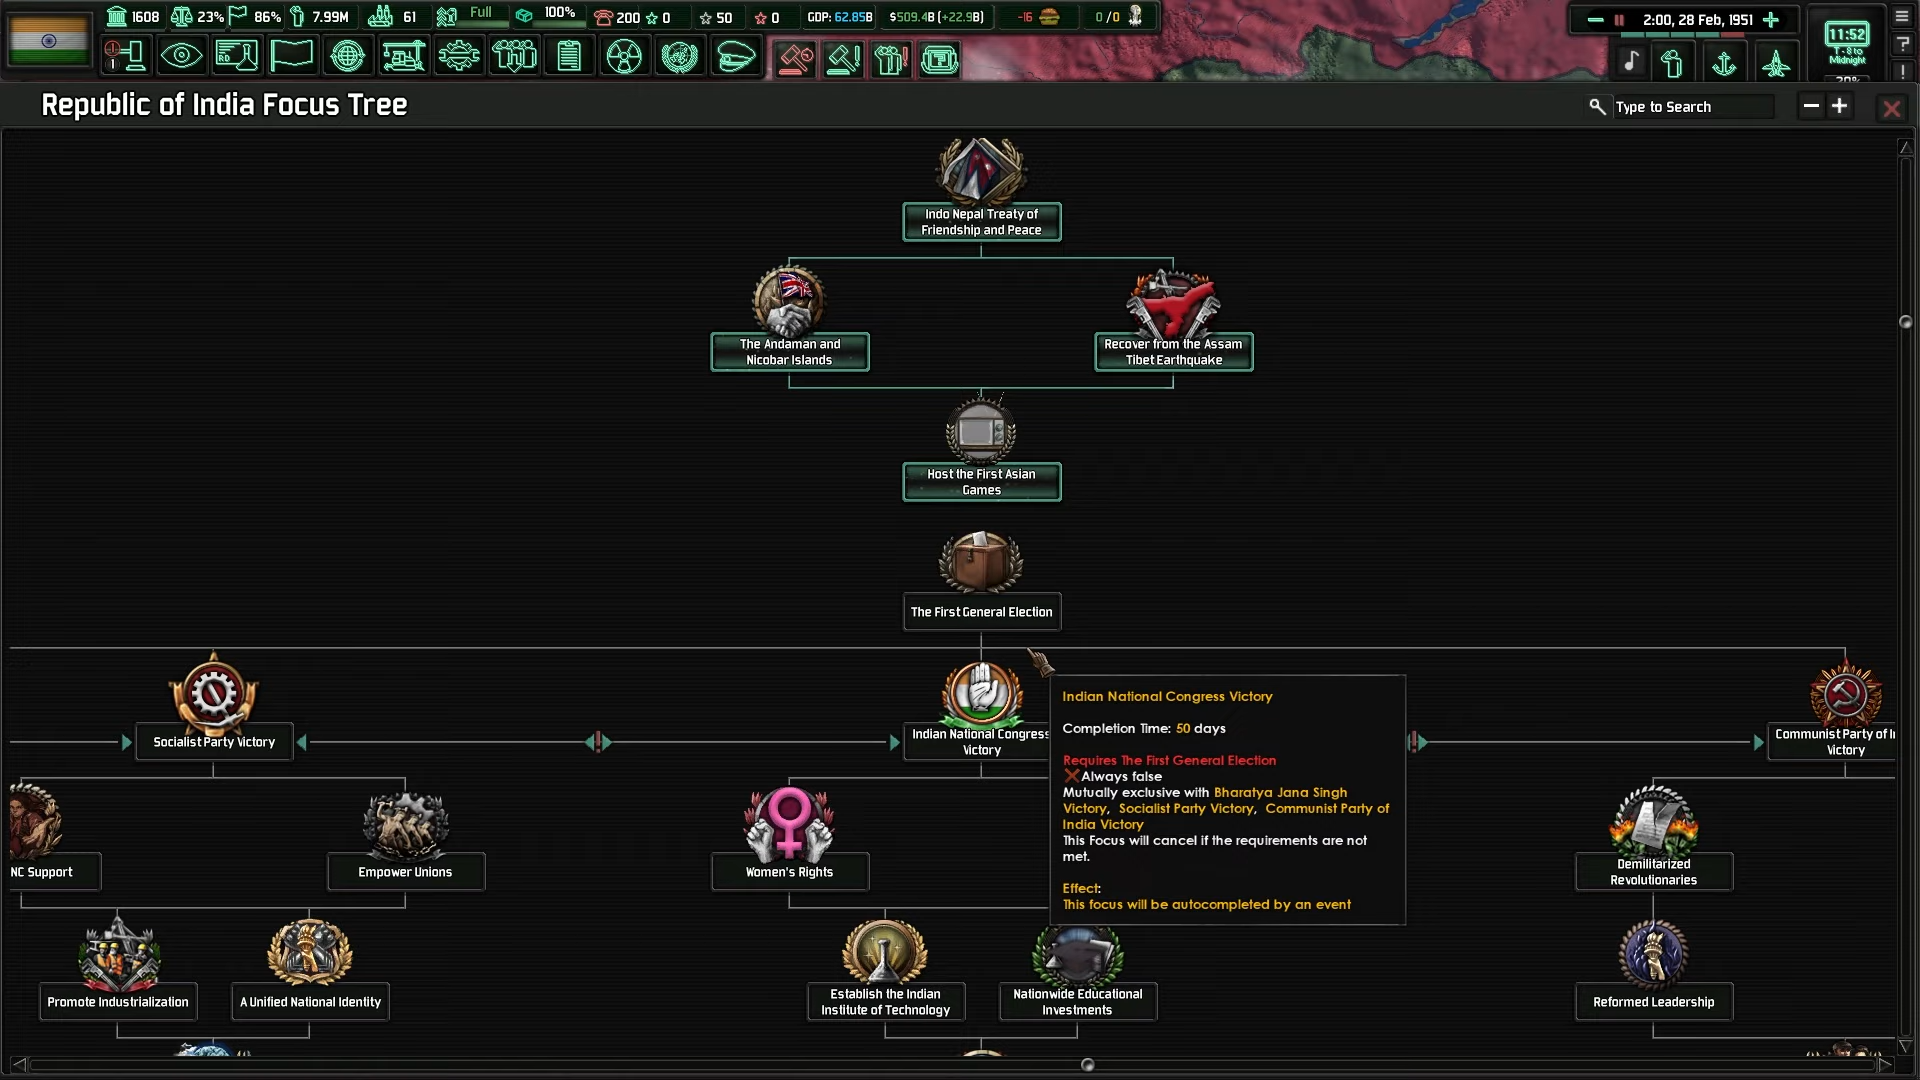 1608 23% 86% 7.99M 61 Full 100% 200 0 50 0 GDP: 62.85B $509.4B (+22.9B) -16 0 / 0
2:00, 28 Feb, 1951
11:52
T -8 to
Midnight
Republic of India Focus Tree
Type to Search
Indo Nepal Treaty of
Friendship and Peace
The Andaman and
Nicobar Islands
Recover from the Assam
Tibet Earthquake
Host the First Asian
Games
The First General Election
Socialist Party Victory
Indian National Congress
Victory
Communist Party of I
Victory
Indian National Congress Victory
Completion Time: 50 days
Requires The First General Election
Always false
Mutually exclusive with Bharatya Jana Singh
Victory, Socialist Party Victory, Communist Party of
India Victory
This Focus will cancel if the requirements are not
met.
Effect:
This focus will be autocompleted by an event
NC Support
Empower Unions
Women's Rights
Demilitarized
Revolutionaries
Promote Industrialization
A Unified National Identity
Establish the Indian
Institute of Technology
Nationwide Educational
Investments
Reformed Leadership